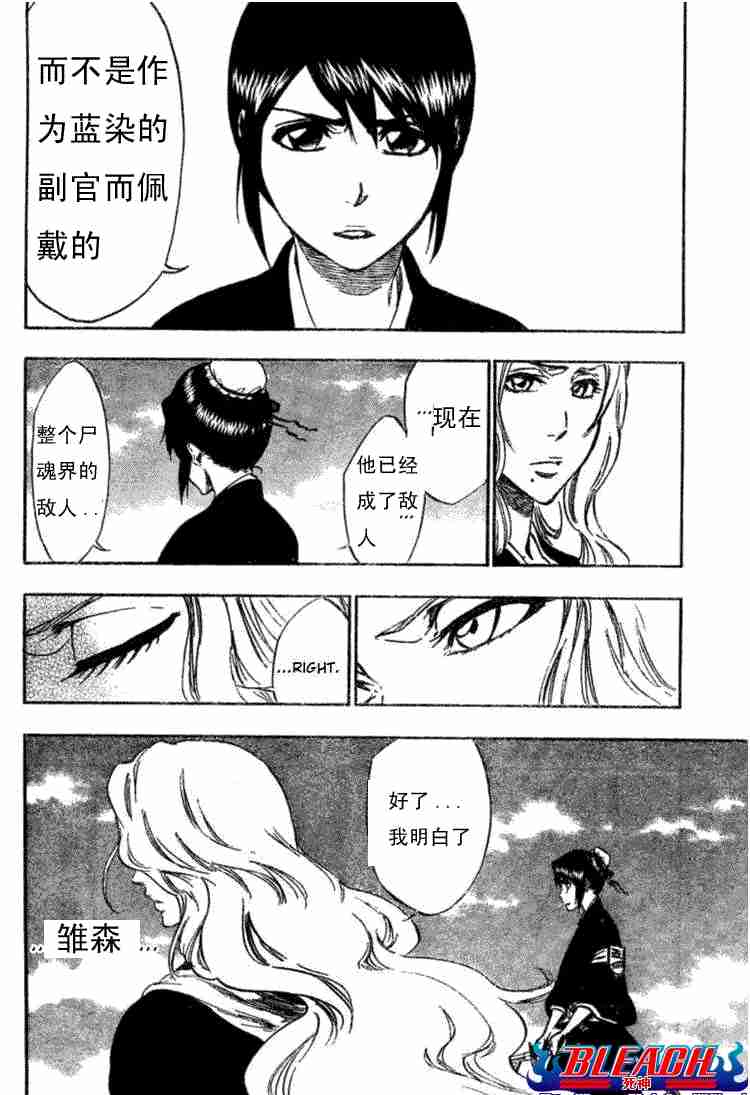 而不是作
为蓝染的
副官而佩
戴的
...现在
他已经
成了敌
人
...
整个尸
魂界的
敌人..
...RIGHT.
好了...
我明白了
..雏森...
BLEACH
死神